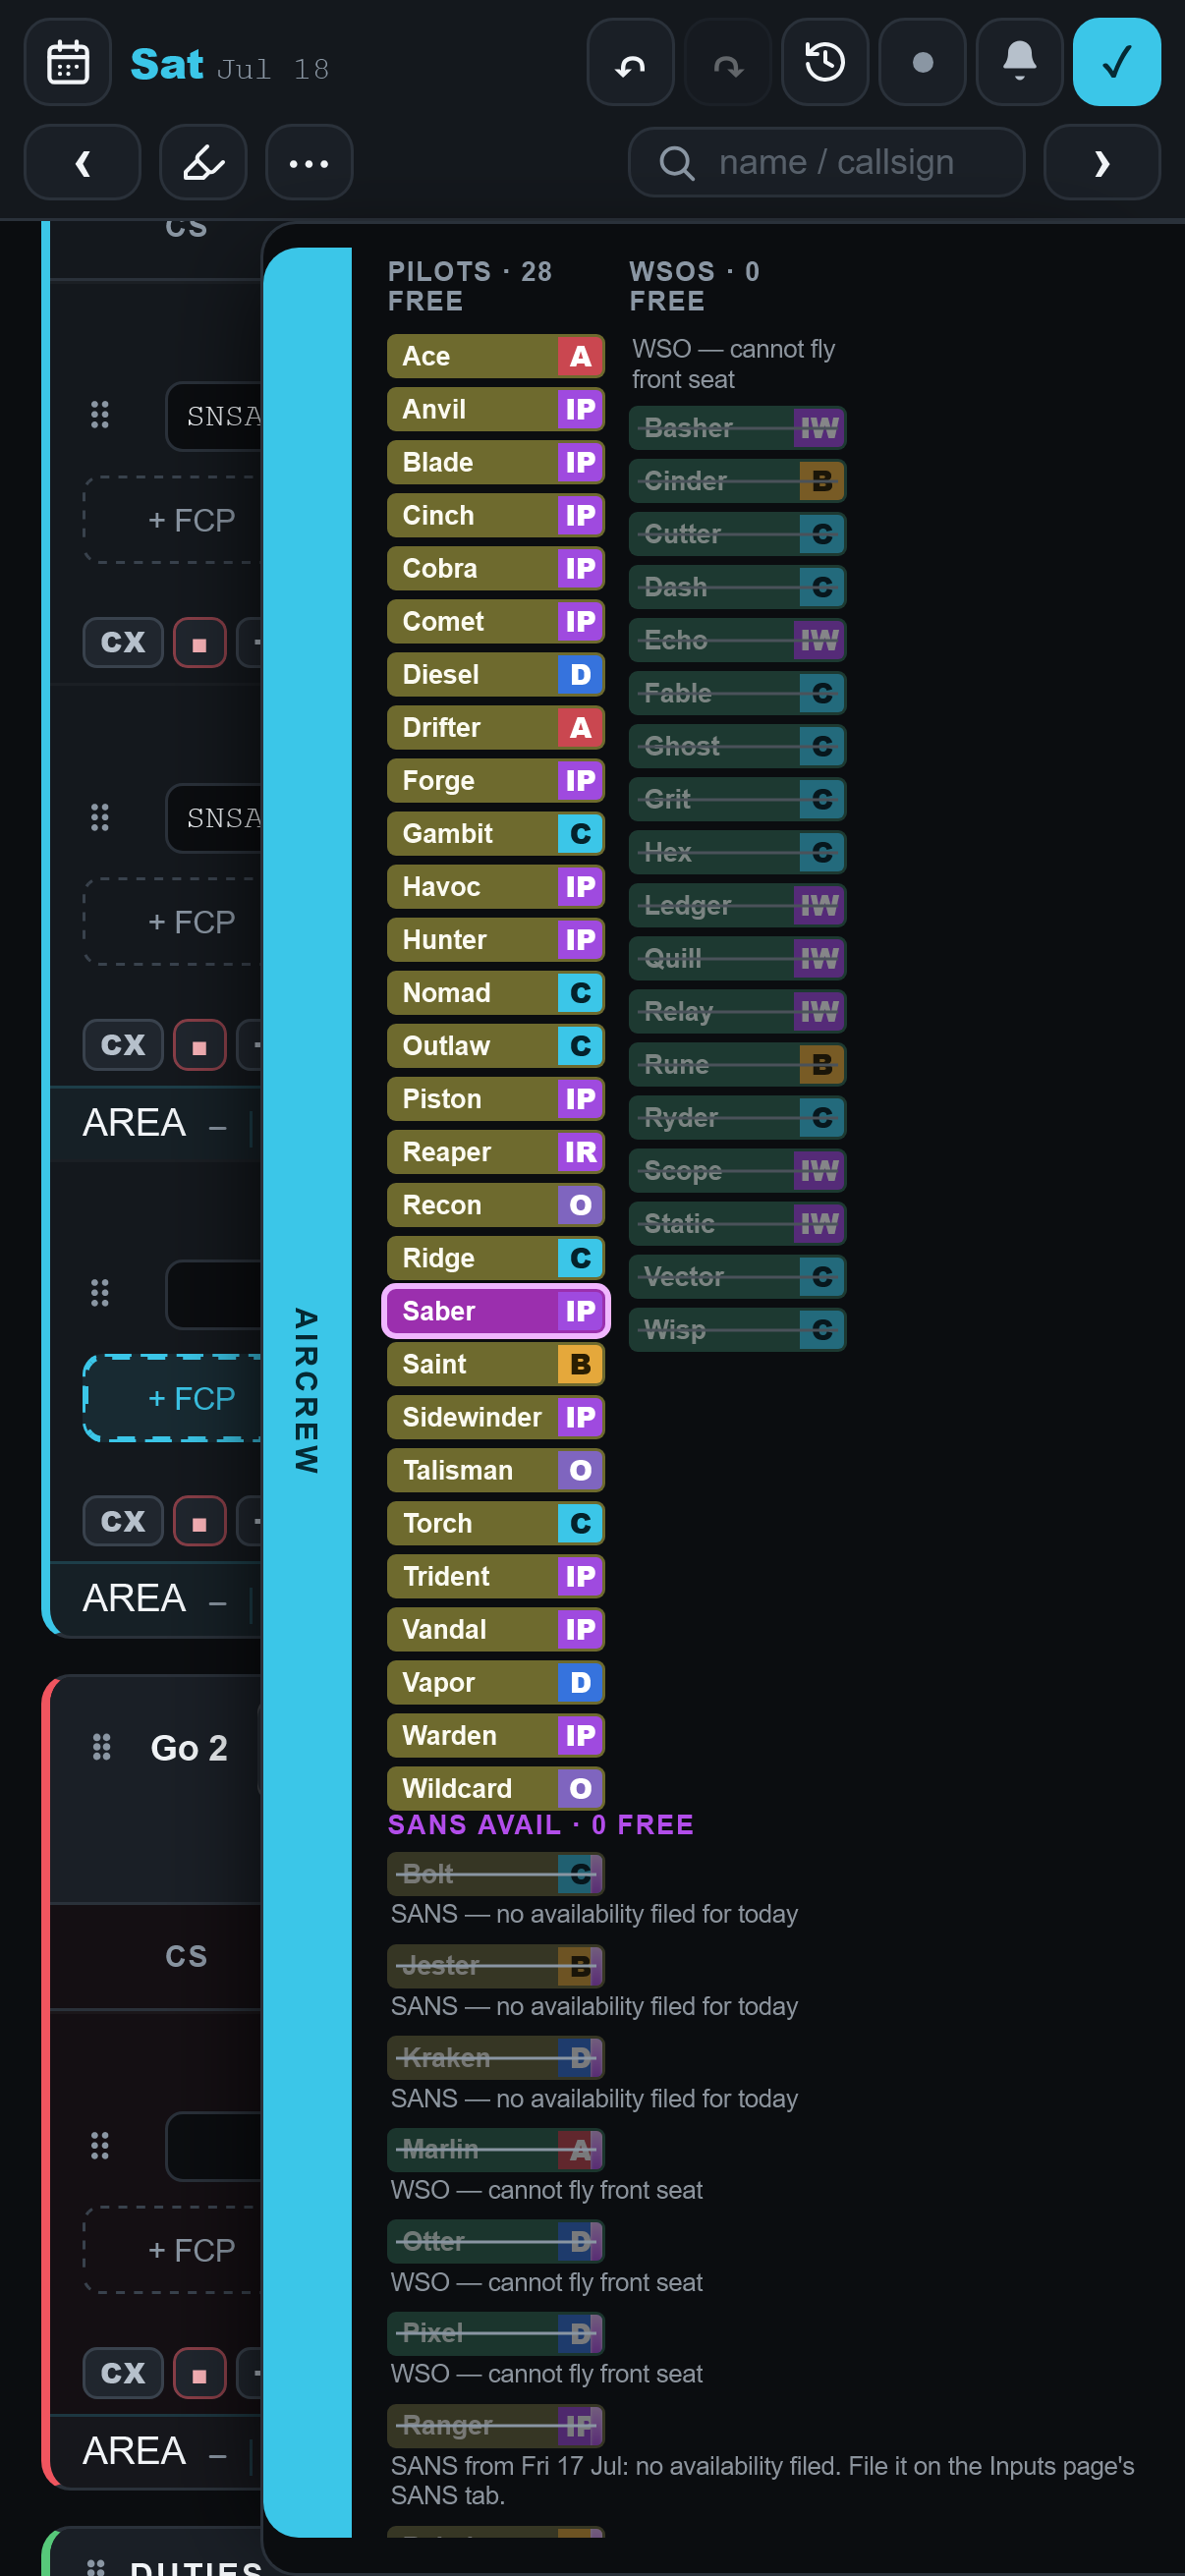 Sat Jul 18
name / callsign
CS
SNSA
+ FCP
CX
SNSA
+ FCP
CX
AREA –
+ FCP
CX
AREA –
Go 2
CS
+ FCP
CX
AREA –
DUTIES
AIRCREW
PILOTS · 28
FREE
Ace A
Anvil IP
Blade IP
Cinch IP
Cobra IP
Comet IP
Diesel D
Drifter A
Forge IP
Gambit C
Havoc IP
Hunter IP
Nomad C
Outlaw C
Piston IP
Reaper IR
Recon O
Ridge C
Saber IP
Saint B
Sidewinder IP
Talisman O
Torch C
Trident IP
Vandal IP
Vapor D
Warden IP
Wildcard O
WSOS · 0
FREE
WSO — cannot fly
front seat
Basher IW
Cinder B
Cutter C
Dash C
Echo IW
Fable C
Ghost C
Grit C
Hex C
Ledger IW
Quill IW
Relay IW
Rune B
Ryder C
Scope IW
Static IW
Vector C
Wisp C
SANS AVAIL · 0 FREE
Bolt C
SANS — no availability filed for today
Jester B
SANS — no availability filed for today
Kraken D
SANS — no availability filed for today
Marlin A
WSO — cannot fly front seat
Otter D
WSO — cannot fly front seat
Pixel D
WSO — cannot fly front seat
Ranger IP
SANS from Fri 17 Jul: no availability filed. File it on the Inputs page's
SANS tab.